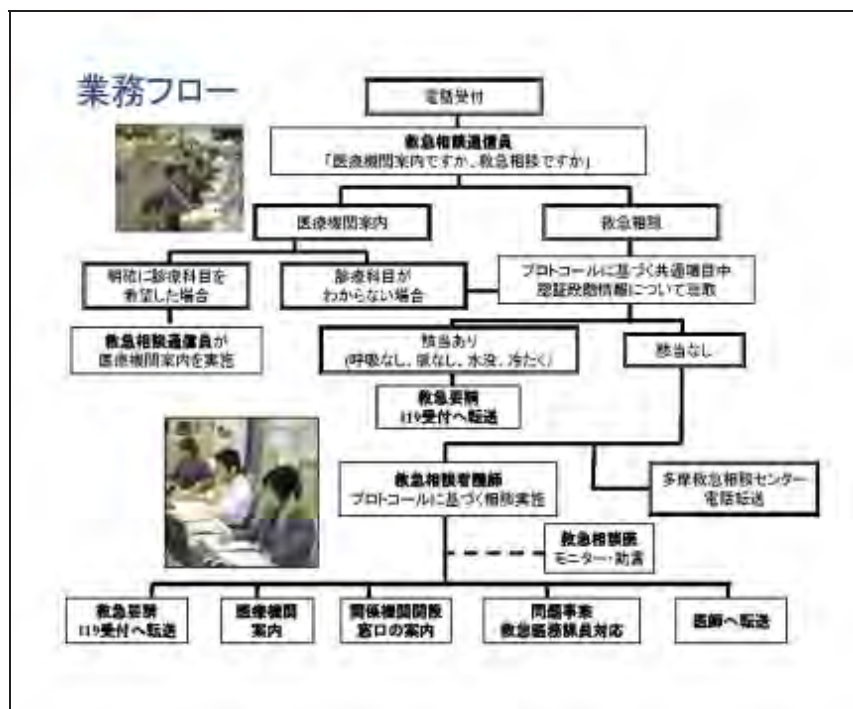 業務フロー
電話受付
救急相談通信員
「医療機関案内ですか、救急相談ですか」
医療機関案内
救急相談
明確に診療科目を
希望した場合
診療科目が
わからない場合
プロトコールに基づく共通項目中
認証段階情報について聴取
救急相談通信員が
医療機関案内を実施
該当あり
(呼吸なし、脈なし、水没、冷たく)
該当なし
救急要請
119受付へ転送
救急相談看護師
プロトコールに基づく相談実施
多摩救急相談センター
電話転送
救急相談医
モニター・助言
救急要請
119受付へ転送
医療機関
案内
関係機関開設
窓口の案内
問題事案
救急医務課員対応
医師へ転送